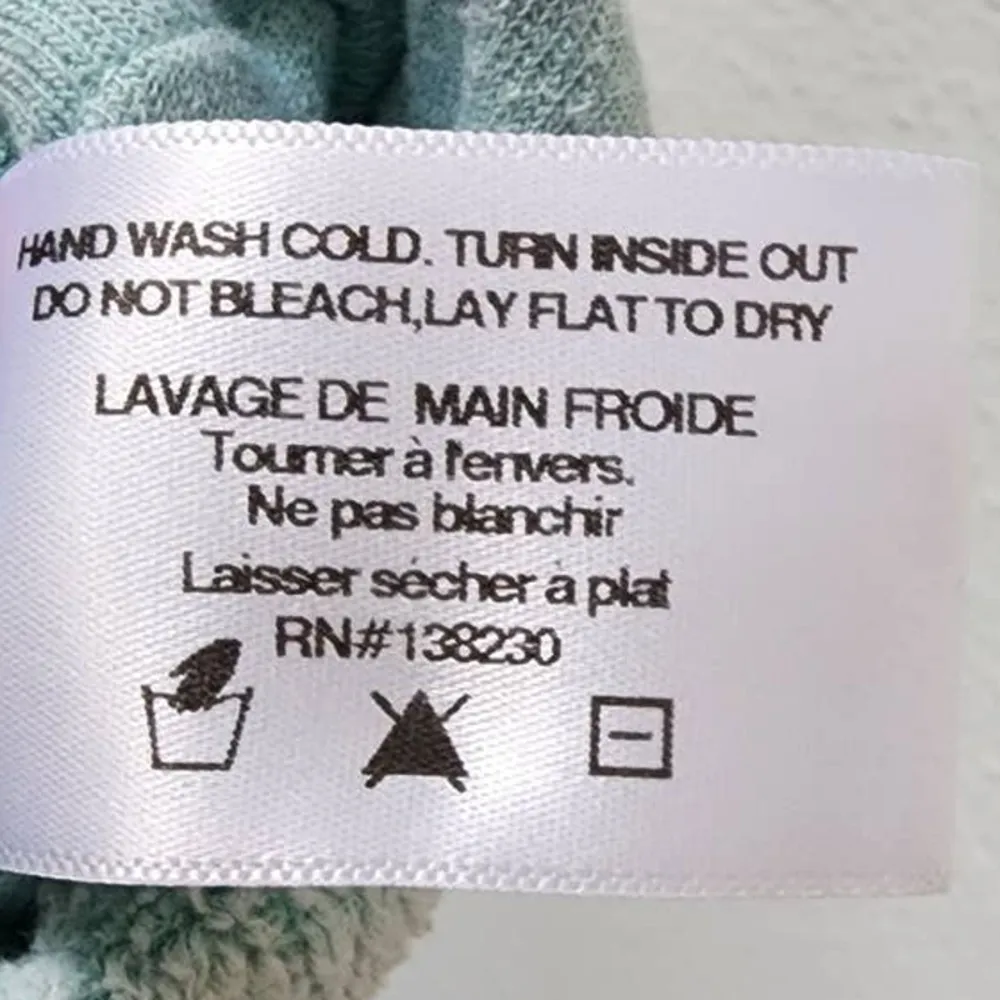 HAND WASH COLD. TURN INSIDE OUT
DO NOT BLEACH,LAY FLAT TO DRY
LAVAGE DE MAIN FROIDE
Tourner à l'envers.
Ne pas blanchir
Laisser sécher à plat
RN#138230